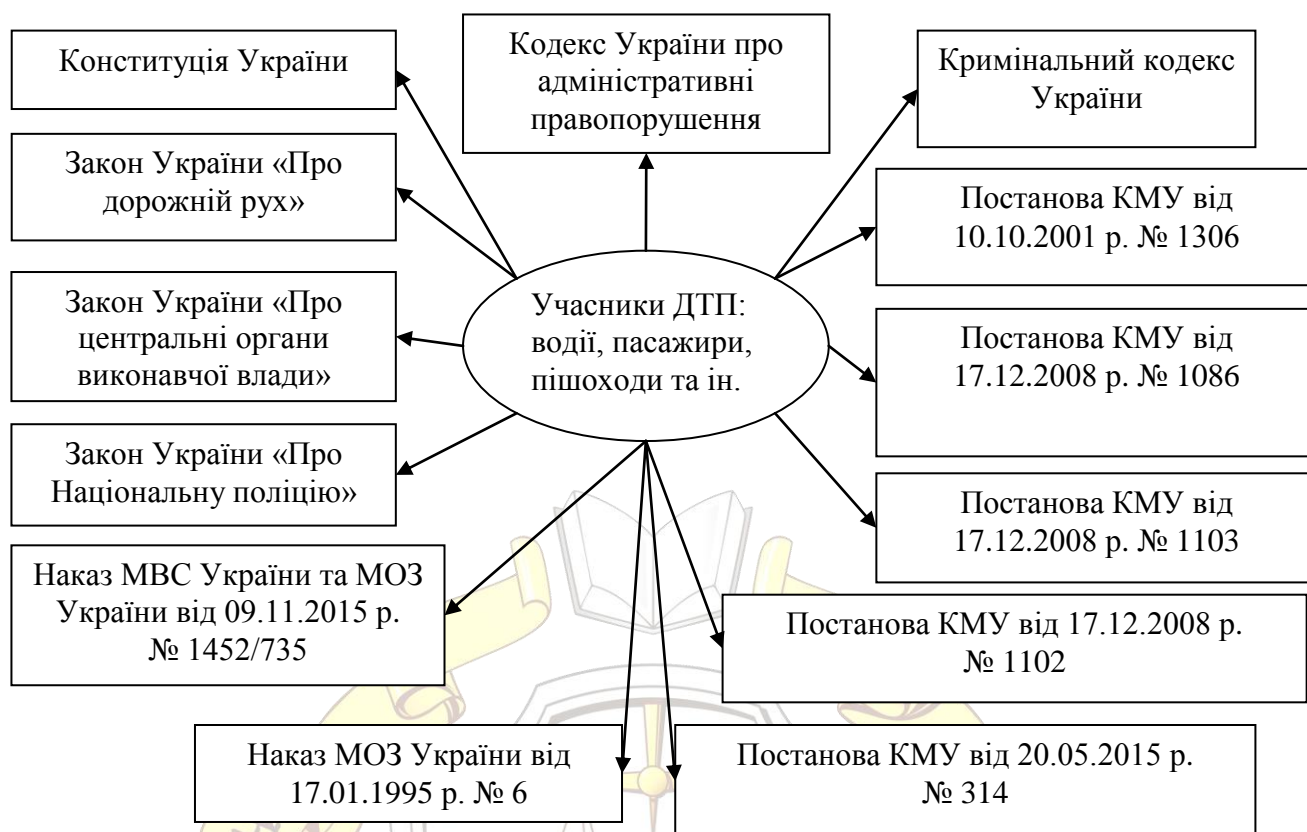 Конституція України
Кодекс України про
адміністративні
правопорушення
Кримінальний кодекс
України
Закон України «Про
дорожній рух»
Постанова КМУ від
10.10.2001 р. № 1306
Закон України «Про
центральні органи
виконавчої влади»
Учасники ДТП:
водії, пасажири,
пішоходи та ін.
Постанова КМУ від
17.12.2008 р. № 1086
Закон України «Про
Національну поліцію»
Постанова КМУ від
17.12.2008 р. № 1103
Наказ МВС України та МОЗ
України від 09.11.2015 р.
№ 1452/735
Постанова КМУ від 17.12.2008 р.
№ 1102
Наказ МОЗ України від
17.01.1995 р. № 6
Постанова КМУ від 20.05.2015 р.
№ 314